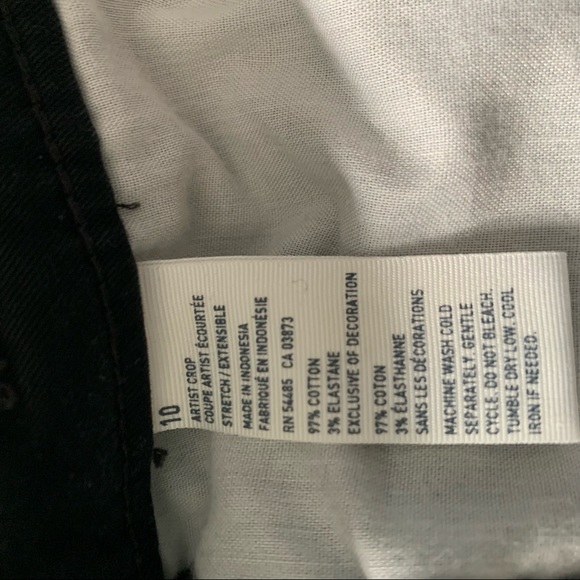 10
ARTIST CROP
COUPE ARTIST ÉCOURTÉE
STRETCH / EXTENSIBLE
MADE IN INDONESIA
FABRIQUÉ EN INDONÉSIE
RN 54485 CA 03873
97% COTTON
3% ELASTANE
EXCLUSIVE OF DECORATION
97% COTON
3% ÉLASTHANNE
SANS LES DÉCORATIONS
MACHINE WASH COLD
SEPARATELY, GENTLE
CYCLE. DO NOT BLEACH.
TUMBLE DRY LOW. COOL
IRON IF NEEDED.